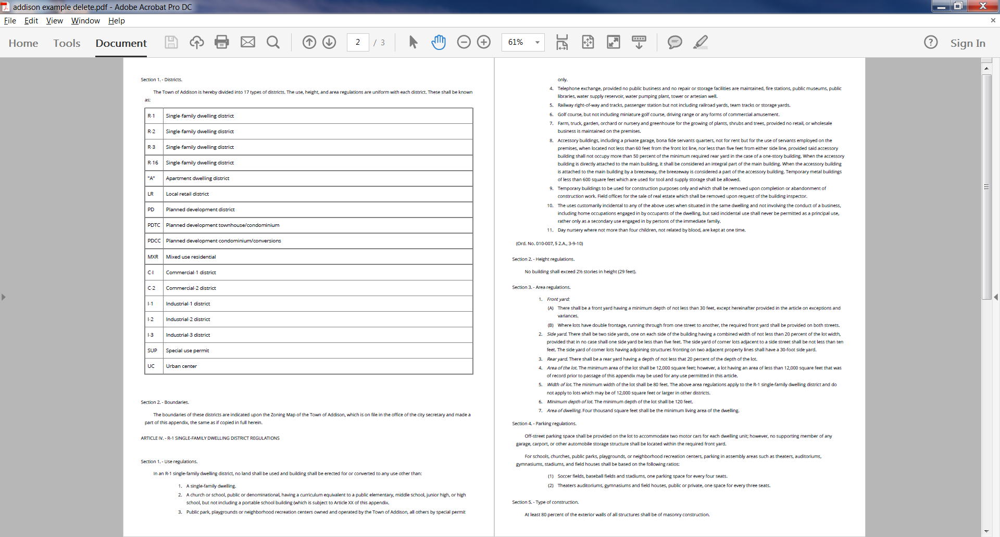 addison example delete.pdf - Adobe Acrobat Pro DC
File Edit View Window Help
Home Tools Document 2 / 3 61% Sign In
Section 1. - Districts.
The Town of Addison is hereby divided into 17 types of districts. The use, height, and area regulations are uniform with each district. These shall be known
as:
R-1 Single-family dwelling district
R-2 Single-family dwelling district
R-3 Single-family dwelling district
R-16 Single-family dwelling district
"A" Apartment dwelling district
LR Local retail district
PD Planned development district
PDTC Planned development townhouse/condominium
PDCC Planned development condominium/conversions
MXR Mixed use residential
C-I Commercial-1 district
C-2 Commercial-2 district
I-1 Industrial-1 district
I-2 Industrial-2 district
I-3 Industrial-3 district
SUP Special use permit
UC Urban center
Section 2. - Boundaries.
The boundaries of these districts are indicated upon the Zoning Map of the Town of Addison, which is on file in the office of the city secretary and made a
part of this appendix, the same as if copied in full herein.
ARTICLE IV. - R-1 SINGLE-FAMILY DWELLING DISTRICT REGULATIONS
Section 1. - Use regulations.
In an R-1 single-family dwelling district, no land shall be used and building shall be erected for or converted to any use other than:
1. A single-family dwelling.
2. A church or school, public or denominational, having a curriculum equivalent to a public elementary, middle school, junior high, or high
school, but not including a portable school building (which is subject to Article XX of this appendix.
3. Public park, playgrounds or neighborhood recreation centers owned and operated by the Town of Addison, all others by special permit
only.
4. Telephone exchange, provided no public business and no repair or storage facilities are maintained, fire stations, public museums, public
libraries, water supply reservoir, water pumping plant, tower or artesian well.
5. Railway right-of-way and tracks, passenger station but not including railroad yards, team tracks or storage yards.
6. Golf course, but not including miniature golf course, driving range or any forms of commercial amusement.
7. Farm, truck, garden, orchard or nursery and greenhouse for the growing of plants, shrubs and trees, provided no retail, or wholesale
business is maintained on the premises.
8. Accessory buildings, including a private garage, bona fide servants quarters, not for rent but for the use of servants employed on the
premises, when located not less than 60 feet from the front lot line, nor less than five feet from either side line, provided said accessory
building shall not occupy more than 50 percent of the minimum required rear yard in the case of a one-story building. When the accessory
building is directly attached to the main building, it shall be considered an integral part of the main building. When the accessory building
is attached to the main building by a breezeway, the breezeway is considered a part of the accessory building. Temporary metal buildings
of less than 600 square feet which are used for tool and supply storage shall be allowed.
9. Temporary buildings to be used for construction purposes only and which shall be removed upon completion or abandonment of
construction work. Field offices for the sale of real estate which shall be removed upon request of the building inspector.
10. The uses customarily incidental to any of the above uses when situated in the same dwelling and not involving the conduct of a business,
including home occupations engaged in by occupants of the dwelling, but said incidental use shall never be permitted as a principal use,
rather only as a secondary use engaged in by persons of the immediate family.
11. Day nursery where not more than four children, not related by blood, are kept at one time.
(Ord. No. 010-007, § 2.A., 3-9-10)
Section 2. - Height regulations.
No building shall exceed 2½ stories in height (29 feet).
Section 3. - Area regulations.
1. Front yard:
(A) There shall be a front yard having a minimum depth of not less than 30 feet, except hereinafter provided in the article on exceptions and
variances.
(B) Where lots have double frontage, running through from one street to another, the required front yard shall be provided on both streets.
2. Side yard. There shall be two side yards, one on each side of the building having a combined width of not less than 20 percent of the lot width,
provided that in no case shall one side yard be less than five feet. The side yard of corner lots adjacent to a side street shall be not less than ten
feet. The side yard of corner lots having adjoining structures fronting on two adjacent property lines shall have a 30-foot side yard.
3. Rear yard. There shall be a rear yard having a depth of not less that 20 percent of the depth of the lot.
4. Area of the lot. The minimum area of the lot shall be 12,000 square feet; however, a lot having an area of less than 12,000 square feet that was
of record prior to passage of this appendix may be used for any use permitted in this article.
5. Width of lot. The minimum width of the lot shall be 80 feet. The above area regulations apply to the R-1 single-family dwelling district and do
not apply to lots which may be of 12,000 square feet or larger in other districts.
6. Minimum depth of lot. The minimum depth of the lot shall be 120 feet.
7. Area of dwelling. Four thousand square feet shall be the minimum living area of the dwelling.
Section 4. - Parking regulations.
Off-street parking space shall be provided on the lot to accommodate two motor cars for each dwelling unit; however, no supporting member of any
garage, carport, or other automobile storage structure shall be located within the required front yard.
For schools, churches, public parks, playgrounds, or neighborhood recreation centers, parking in assembly areas such as theaters, auditoriums,
gymnasiums, stadiums, and field houses shall be based on the following ratios:
(1) Soccer fields, baseball fields and stadiums, one parking space for every four seats.
(2) Theaters auditoriums, gymnasiums and field houses, public or private, one space for every three seats.
Section 5. - Type of construction.
At least 80 percent of the exterior walls of all structures shall be of masonry construction.